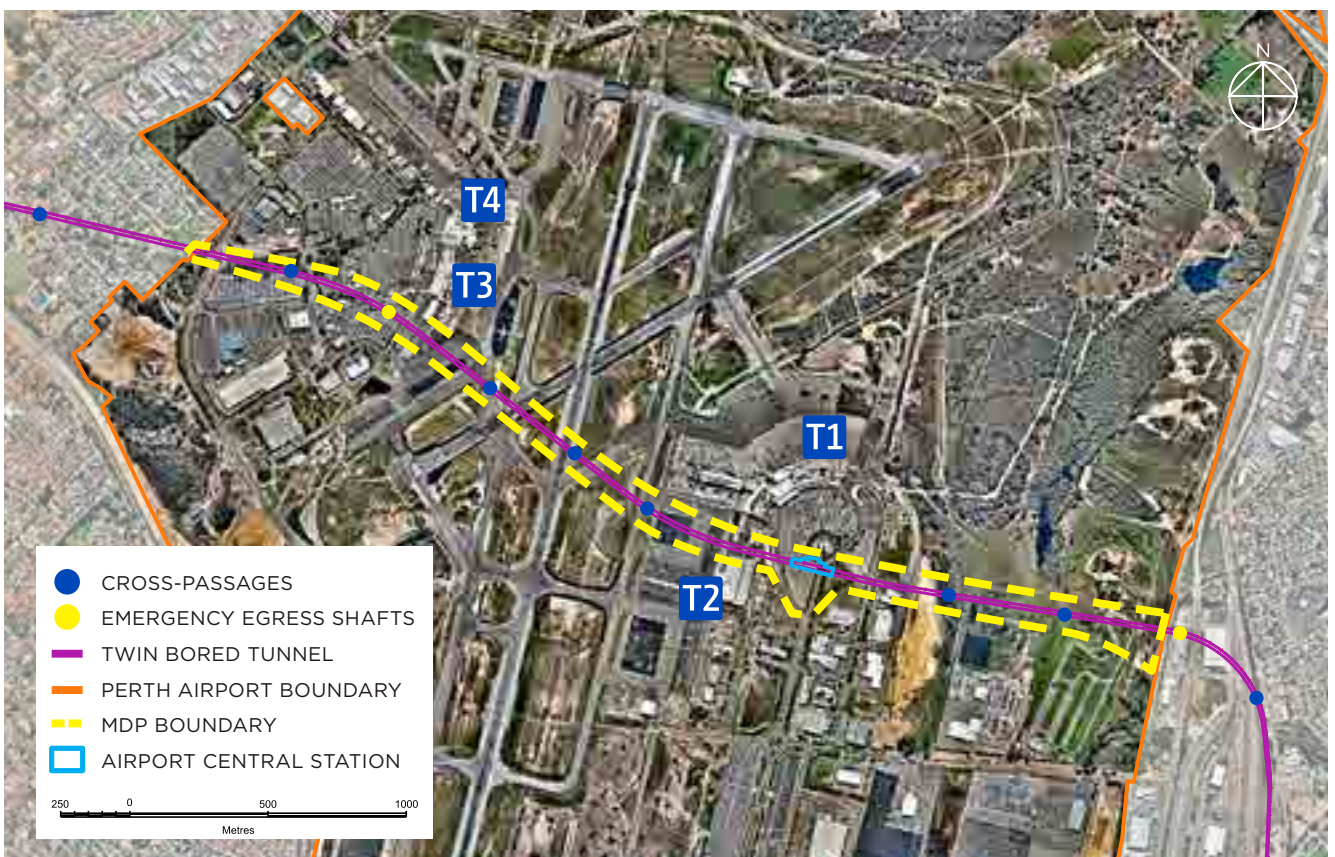 N
T4
T3
T1
T2
CROSS-PASSAGES
EMERGENCY EGRESS SHAFTS
TWIN BORED TUNNEL
PERTH AIRPORT BOUNDARY
MDP BOUNDARY
AIRPORT CENTRAL STATION
250 0 500 1000
Metres